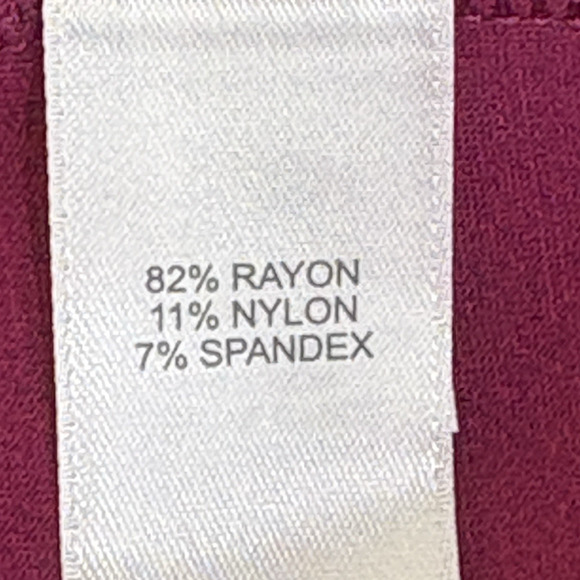 82% RAYON
11% NYLON
7% SPANDEX